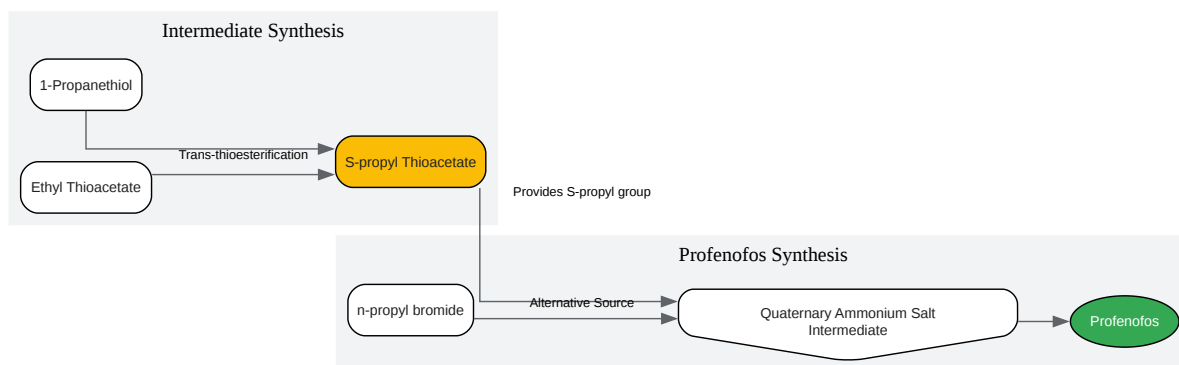 Intermediate Synthesis
1-Propanethiol
Trans-thioesterification
S-propyl Thioacetate
Ethyl Thioacetate
Provides S-propyl group
Profenofos Synthesis
n-propyl bromide
Alternative Source
Quaternary Ammonium Salt
Intermediate
Profenofos